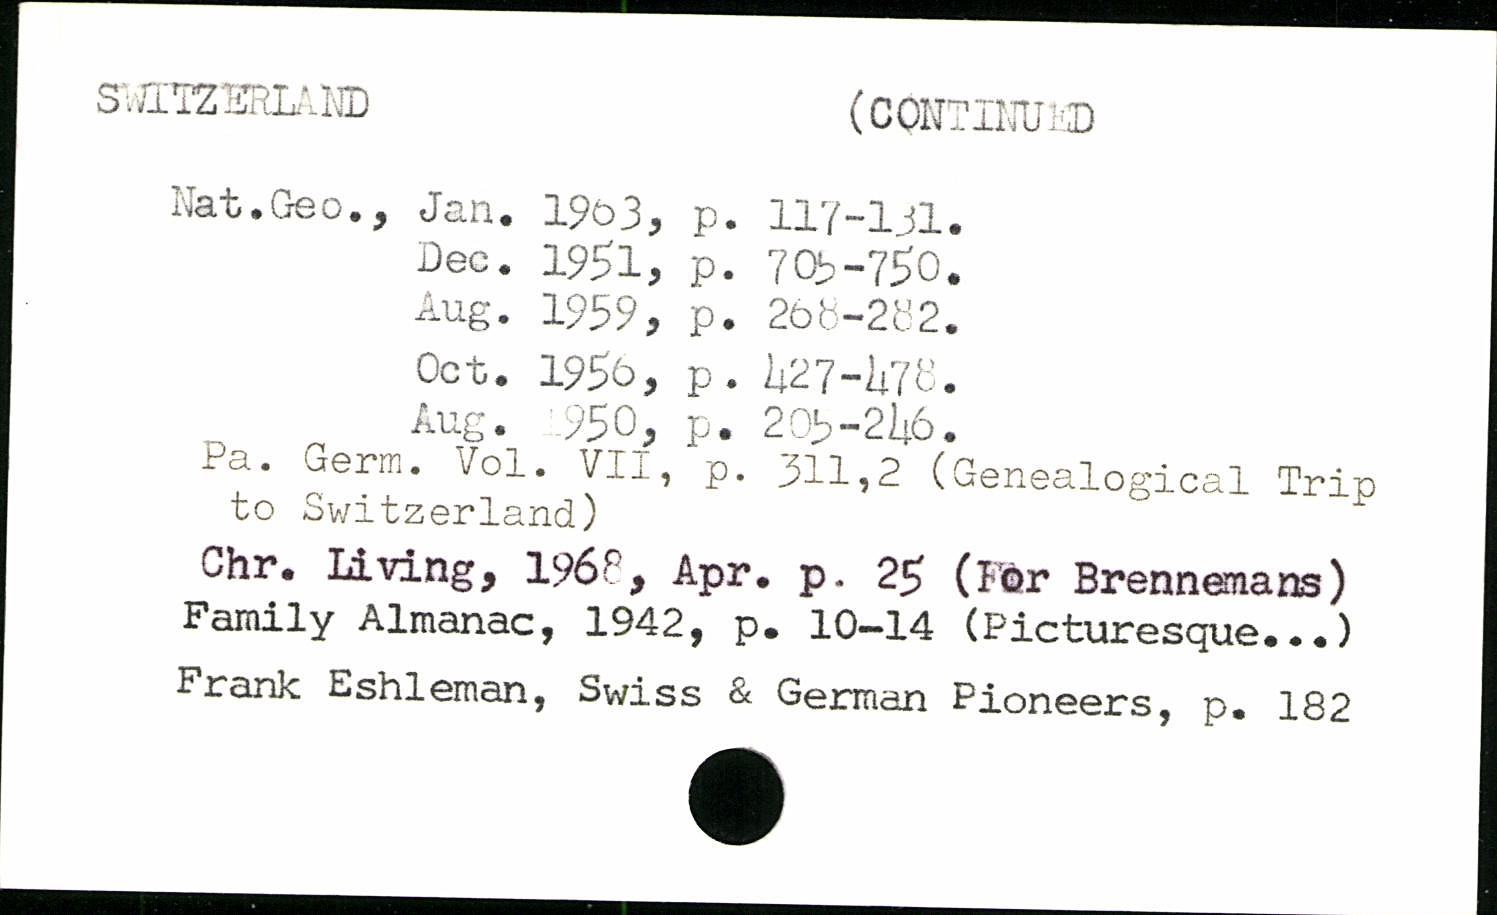 SWITZERLAND (CONTINUED
Nat.Geo., Jan. 1963, p. 117-131.
Dec. 1951, p. 705-750.
Aug. 1959, p. 268-282.
Oct. 1956, p. 427-478.
Aug. 1950, p. 205-246.
Pa. Germ. Vol. VII, p. 311,2 (Genealogical Trip
to Switzerland)
Chr. Living, 1968, Apr. p. 25 (For Brennemans)
Family Almanac, 1942, p. 10-14 (Picturesque...)
Frank Eshleman, Swiss & German Pioneers, p. 182